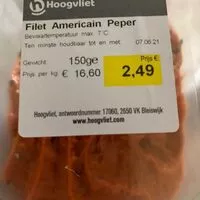 Hoogvliet
Filet Americain Peper
Bewaartemperatuur max. 7°C
Ten minste houdbaar tot en met: 07.06.21
Gewicht: 150ge
Prijs per kg. € 16,60
Prijs €
2,49
Hoogvliet, antwoordnummer 17060, 2650 VK Bleiswijk
www.hoogvliet.com